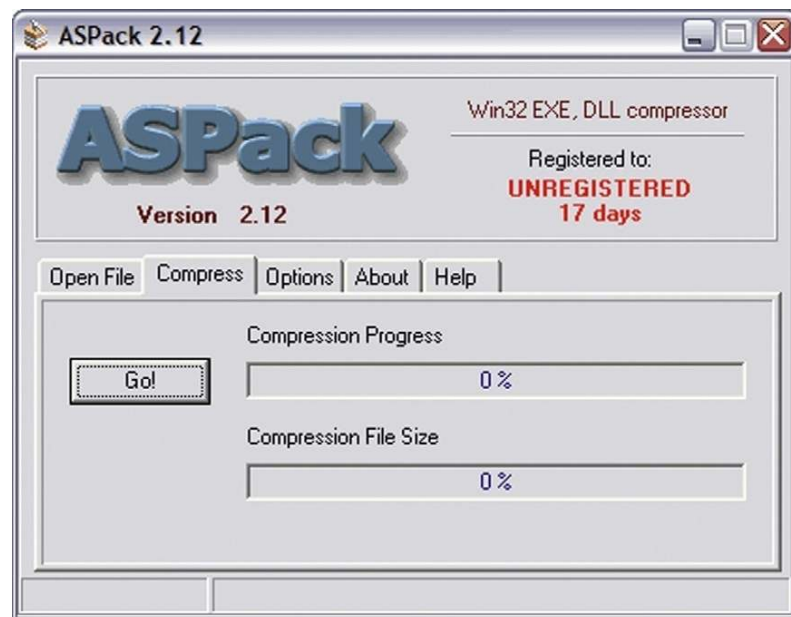 ASPack 2.12
ASPack
Version 2.12
Win32 EXE, DLL compressor
Registered to:
UNREGISTERED
17 days
Open File Compress Options About Help
Compression Progress
Go!
0 %
Compression File Size
0 %